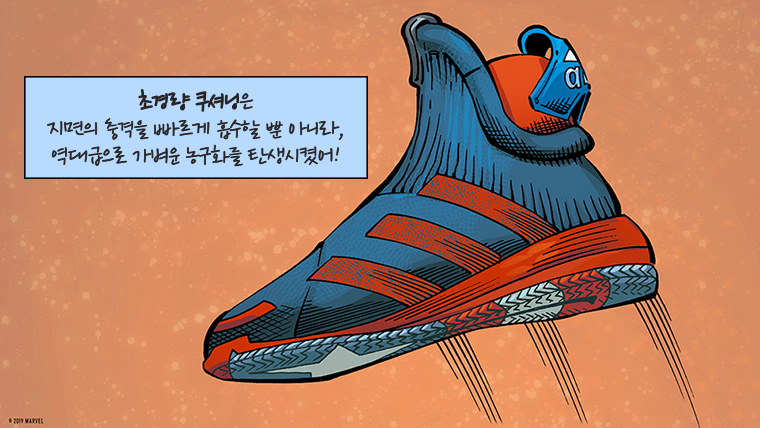 초경량 쿠셔닝은
지면의 충격을 빠르게 흡수할 뿐 아니라,
역대급으로 가벼운 농구화를 탄생시켰어!
α
© 2019 MARVEL